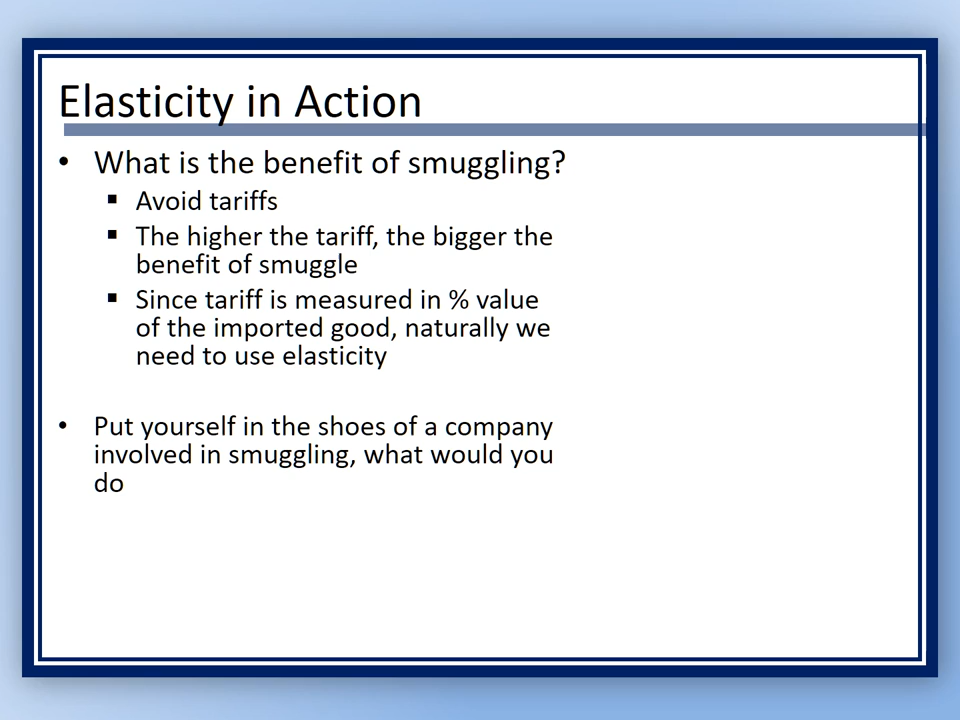 Elasticity in Action
• What is the benefit of smuggling?
▪ Avoid tariffs
▪ The higher the tariff, the bigger the
benefit of smuggle
▪ Since tariff is measured in % value
of the imported good, naturally we
need to use elasticity
• Put yourself in the shoes of a company
involved in smuggling, what would you
do